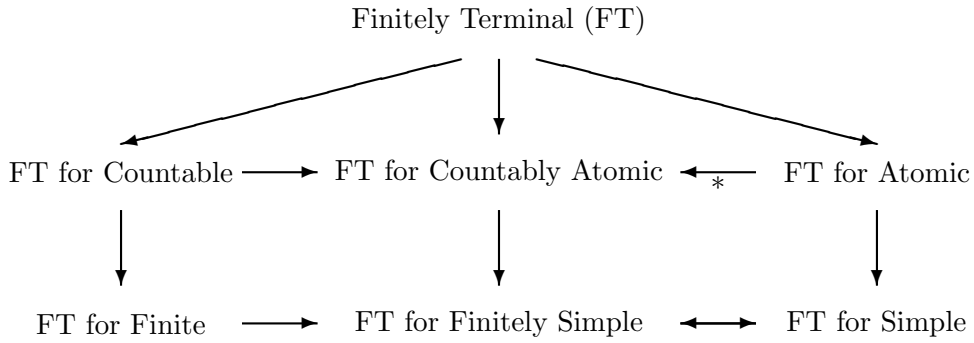 Finitely Terminal (FT)
FT for Countable FT for Countably Atomic * FT for Atomic
FT for Finite FT for Finitely Simple FT for Simple